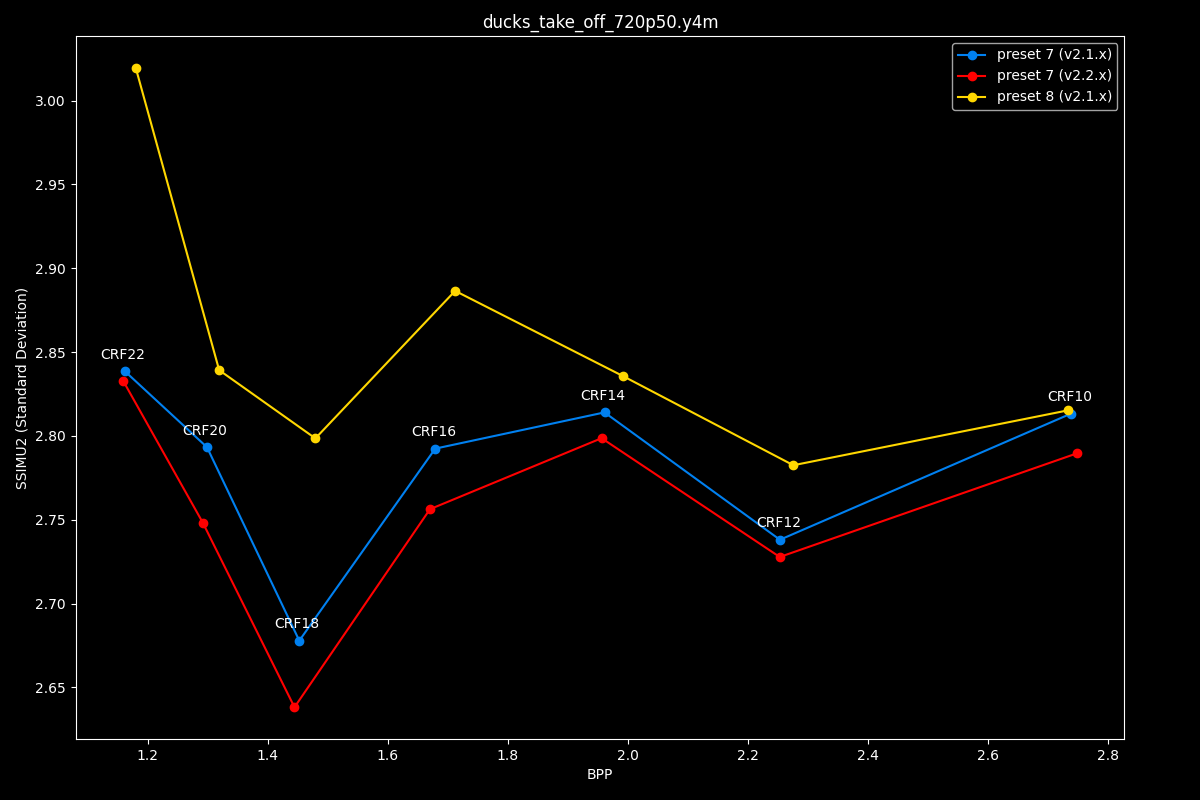 ducks_take_off_720p50.y4m
preset 7 (v2.1.x)
preset 7 (v2.2.x)
preset 8 (v2.1.x)
SSIMU2 (Standard Deviation)
3.00
2.95
2.90
2.85
2.80
2.75
2.70
2.65
CRF22
CRF20
CRF18
CRF16
CRF14
CRF12
CRF10
1.2 1.4 1.6 1.8 2.0 2.2 2.4 2.6 2.8
BPP